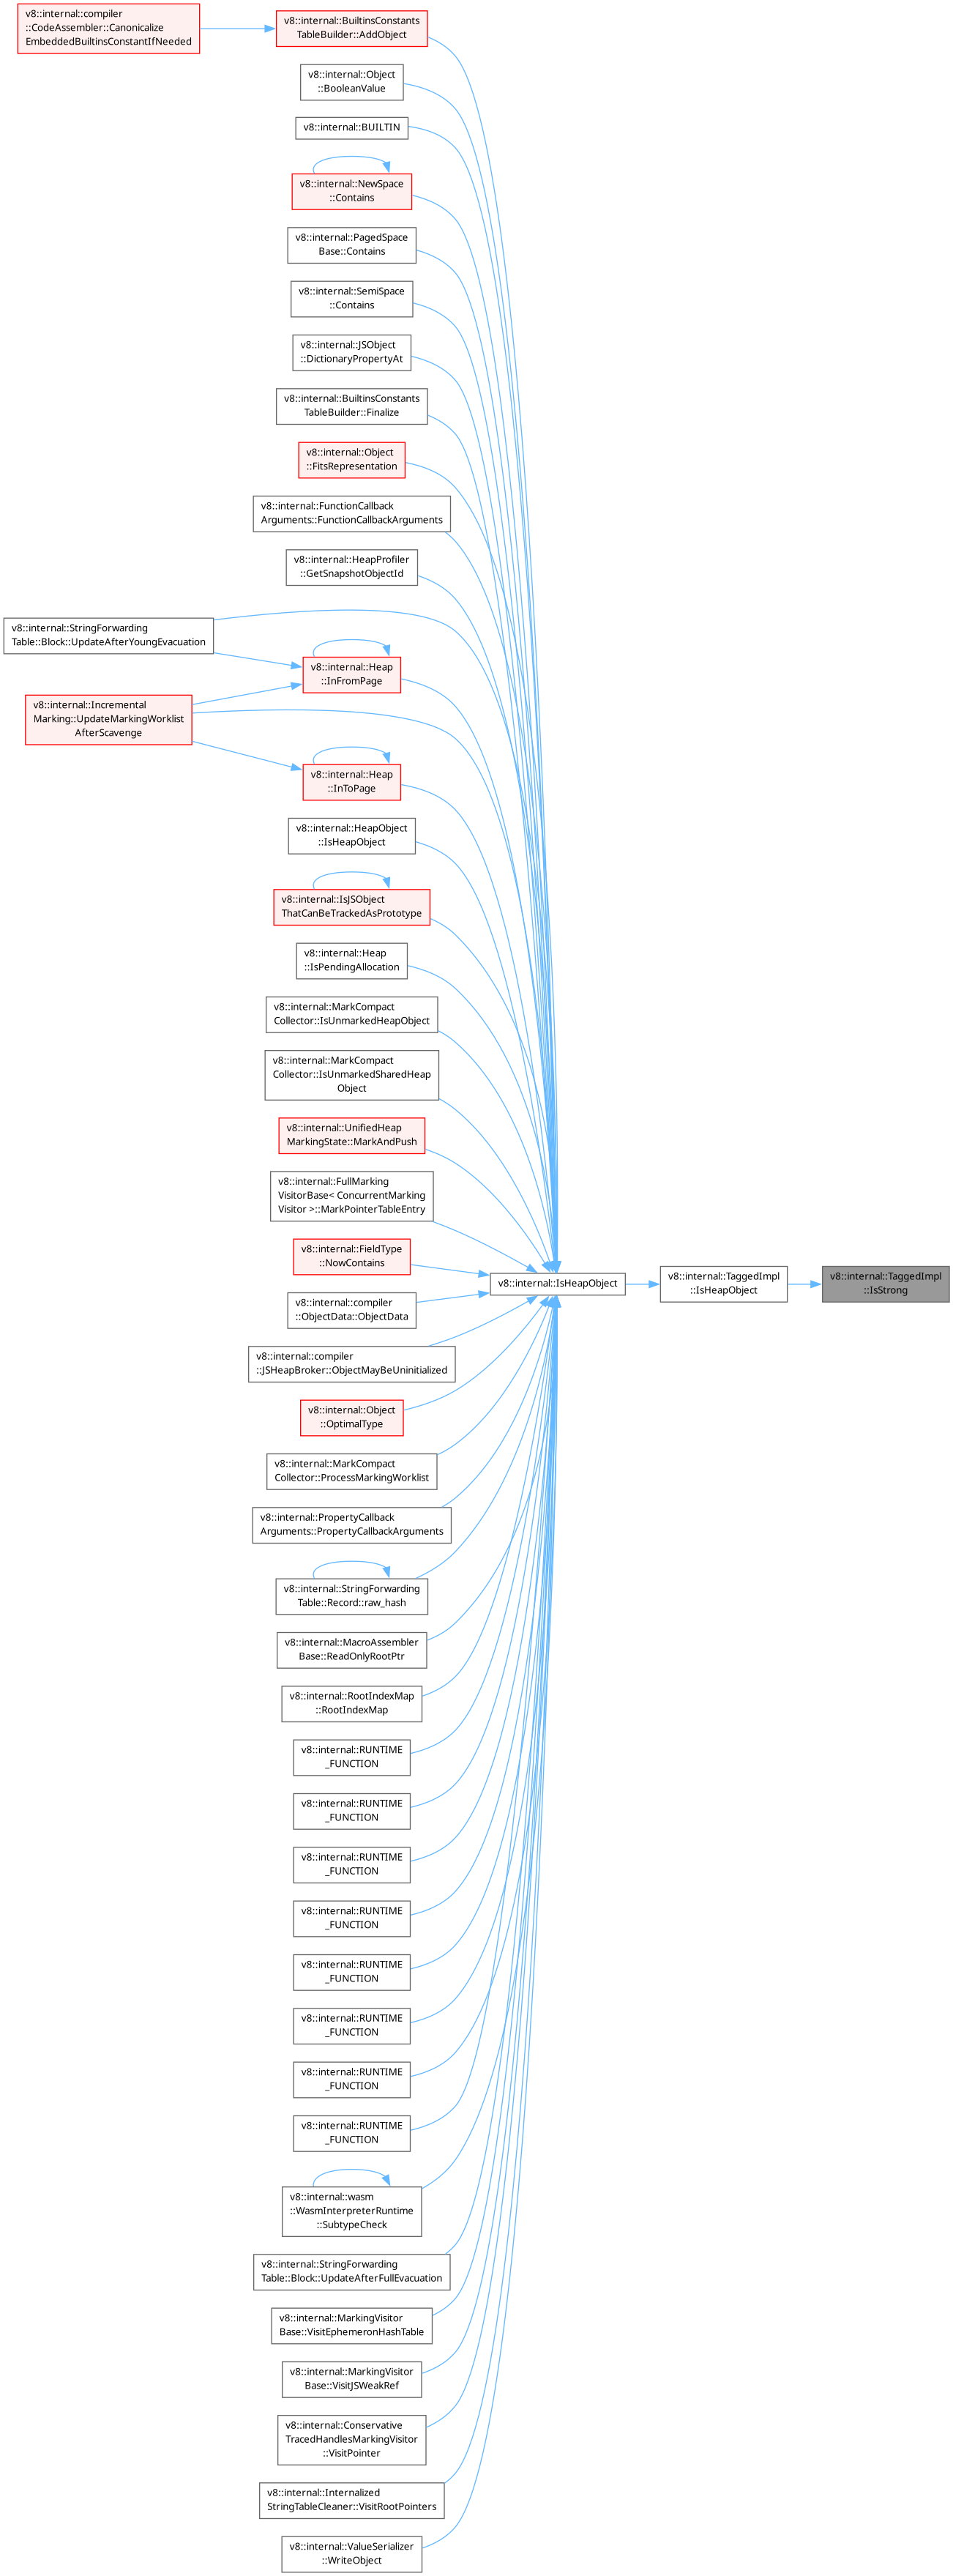 v8::internal::compiler
::CodeAssembler::Canonicalize
EmbeddedBuiltinsConstantIfNeeded
v8::internal::BuiltinsConstants
TableBuilder::AddObject
v8::internal::Object
::BooleanValue
v8::internal::BUILTIN
v8::internal::NewSpace
::Contains
v8::internal::PagedSpace
Base::Contains
v8::internal::SemiSpace
::Contains
v8::internal::JSObject
::DictionaryPropertyAt
v8::internal::BuiltinsConstants
TableBuilder::Finalize
v8::internal::Object
::FitsRepresentation
v8::internal::FunctionCallback
Arguments::FunctionCallbackArguments
v8::internal::HeapProfiler
::GetSnapshotObjectId
v8::internal::StringForwarding
Table::Block::UpdateAfterYoungEvacuation
v8::internal::Heap
::InFromPage
v8::internal::Incremental
Marking::UpdateMarkingWorklist
AfterScavenge
v8::internal::Heap
::InToPage
v8::internal::HeapObject
::IsHeapObject
v8::internal::IsJSObject
ThatCanBeTrackedAsPrototype
v8::internal::Heap
::IsPendingAllocation
v8::internal::MarkCompact
Collector::IsUnmarkedHeapObject
v8::internal::MarkCompact
Collector::IsUnmarkedSharedHeap
Object
v8::internal::UnifiedHeap
MarkingState::MarkAndPush
v8::internal::FullMarking
VisitorBase< ConcurrentMarking
Visitor >::MarkPointerTableEntry
v8::internal::FieldType
::NowContains
v8::internal::IsHeapObject
v8::internal::TaggedImpl
::IsHeapObject
v8::internal::TaggedImpl
::IsStrong
v8::internal::compiler
::ObjectData::ObjectData
v8::internal::compiler
::JSHeapBroker::ObjectMayBeUninitialized
v8::internal::Object
::OptimalType
v8::internal::MarkCompact
Collector::ProcessMarkingWorklist
v8::internal::PropertyCallback
Arguments::PropertyCallbackArguments
v8::internal::StringForwarding
Table::Record::raw_hash
v8::internal::MacroAssembler
Base::ReadOnlyRootPtr
v8::internal::RootIndexMap
::RootIndexMap
v8::internal::RUNTIME
_FUNCTION
v8::internal::RUNTIME
_FUNCTION
v8::internal::RUNTIME
_FUNCTION
v8::internal::RUNTIME
_FUNCTION
v8::internal::RUNTIME
_FUNCTION
v8::internal::RUNTIME
_FUNCTION
v8::internal::RUNTIME
_FUNCTION
v8::internal::RUNTIME
_FUNCTION
v8::internal::wasm
::WasmInterpreterRuntime
::SubtypeCheck
v8::internal::StringForwarding
Table::Block::UpdateAfterFullEvacuation
v8::internal::MarkingVisitor
Base::VisitEphemeronHashTable
v8::internal::MarkingVisitor
Base::VisitJSWeakRef
v8::internal::Conservative
TracedHandlesMarkingVisitor
::VisitPointer
v8::internal::Internalized
StringTableCleaner::VisitRootPointers
v8::internal::ValueSerializer
::WriteObject